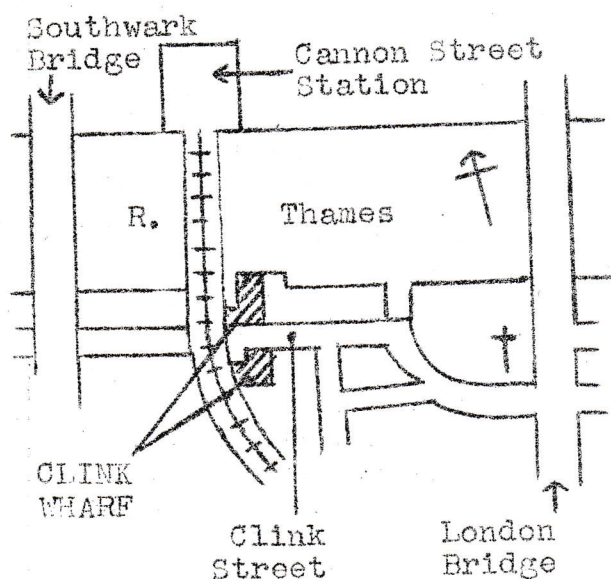 Southwark
Bridge
Cannon Street
Station
R.
Thames
CLINK
WHARF
Clink
Street
London
Bridge